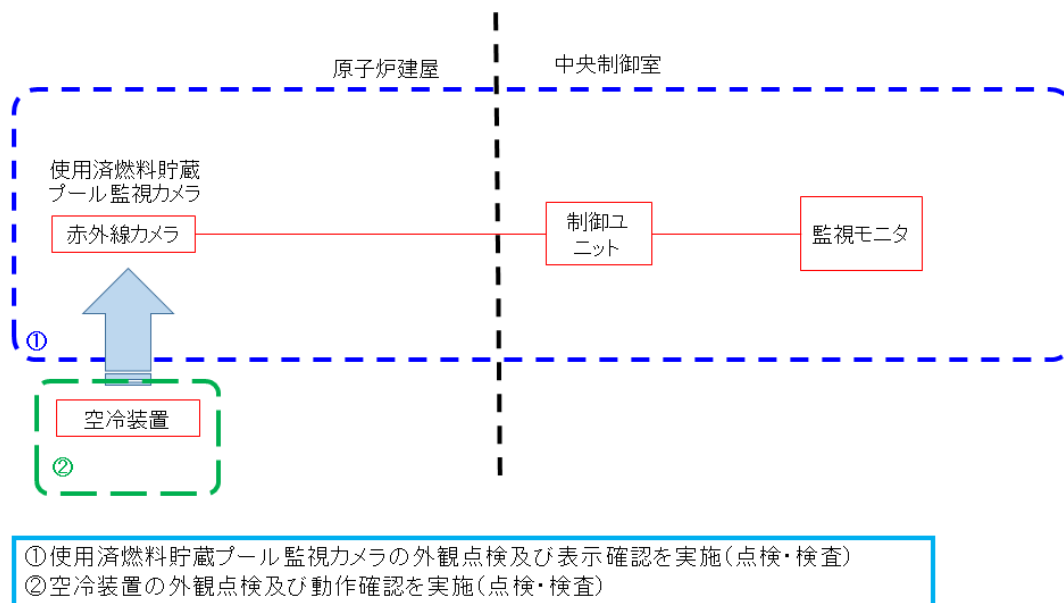 原子炉建屋
中央制御室
使用済燃料貯蔵
プール監視カメラ
赤外線カメラ
制御ユ
ニット
監視モニタ
①
空冷装置
②
①使用済燃料貯蔵プール監視カメラの外観点検及び表示確認を実施(点検・検査)
②空冷装置の外観点検及び動作確認を実施(点検・検査)